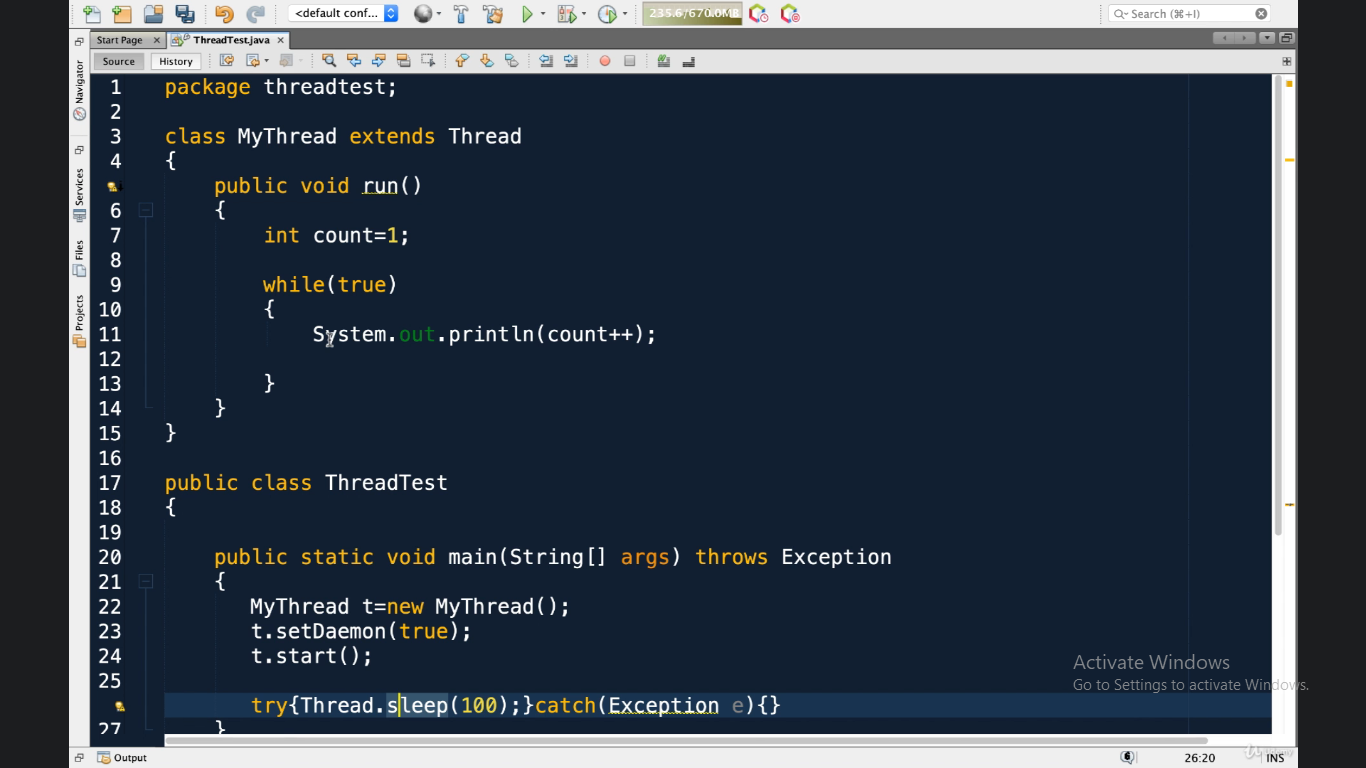 <default conf...
235.6/670.0MB
Search (⌘+I)
Start Page
ThreadTest.java
Source
History
Navigator
Services
Files
Projects
1 package threadtest;
2
3 class MyThread extends Thread
4 {
public void run()
6 {
7 int count=1;
8
9 while(true)
10 {
11 System.out.println(count++);
12
13 }
14 }
15 }
16
17 public class ThreadTest
18 {
19
20 public static void main(String[] args) throws Exception
21 {
22 MyThread t=new MyThread();
23 t.setDaemon(true);
24 t.start();
25
try{Thread.sleep(100);}catch(Exception e){}
27 }
Activate Windows
Go to Settings to activate Windows.
Output
6
26:20
INS
Udemy